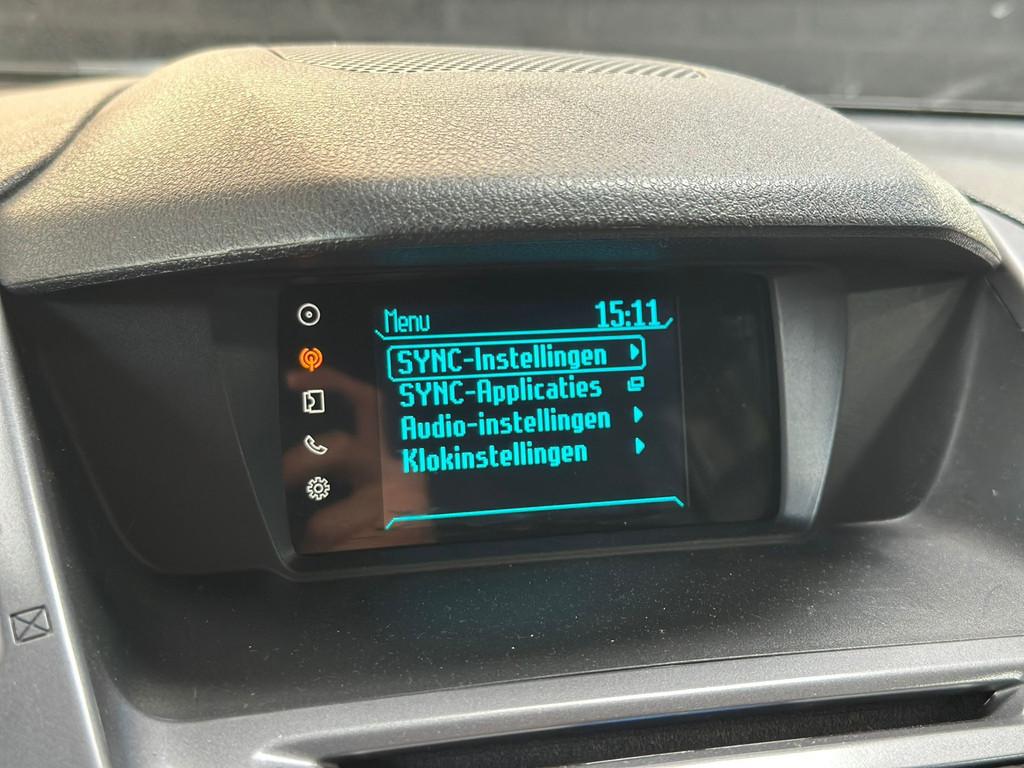 Menu 15:11
SYNC-Instellingen
SYNC-Applicaties
Audio-instellingen
Klokinstellingen